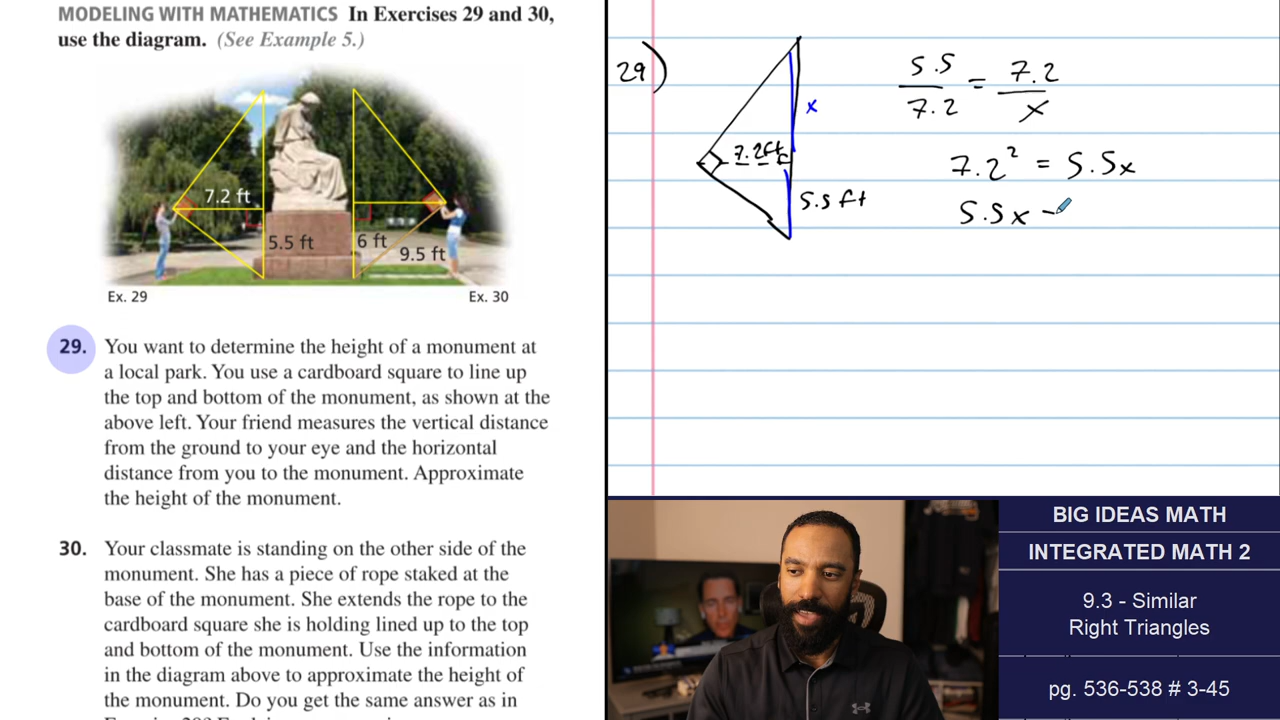 MODELING WITH MATHEMATICS In Exercises 29 and 30,
use the diagram. (See Example 5.)
7.2 ft
5.5 ft
6 ft
9.5 ft
Ex. 29
Ex. 30
29. You want to determine the height of a monument at
a local park. You use a cardboard square to line up
the top and bottom of the monument, as shown at the
above left. Your friend measures the vertical distance
from the ground to your eye and the horizontal
distance from you to the monument. Approximate
the height of the monument.
30. Your classmate is standing on the other side of the
monument. She has a piece of rope staked at the
base of the monument. She extends the rope to the
cardboard square she is holding lined up to the top
and bottom of the monument. Use the information
in the diagram above to approximate the height of
the monument. Do you get the same answer as in
29)
x
7.2ft
5.5 ft
5.5/7.2 = 7.2/x
7.2² = 5.5x
5.5x -
BIG IDEAS MATH
INTEGRATED MATH 2
9.3 - Similar
Right Triangles
pg. 536-538 # 3-45